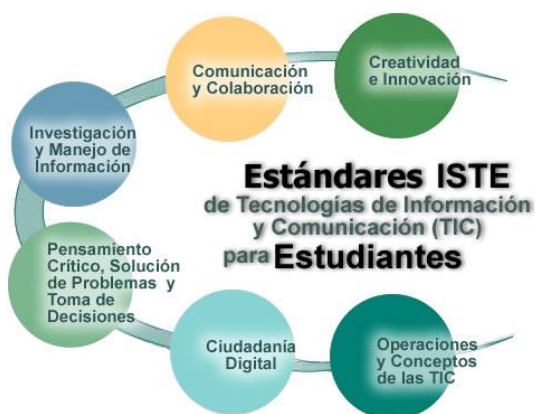 Creatividad
e Innovación
Comunicación
y Colaboración
Investigación
y Manejo de
Información
Pensamiento
Crítico, Solución
de Problemas y
Toma de
Decisiones
Ciudadanía
Digital
Operaciones
y Conceptos
de las TIC
Estándares ISTE
de Tecnologías de Información
y Comunicación (TIC)
para Estudiantes